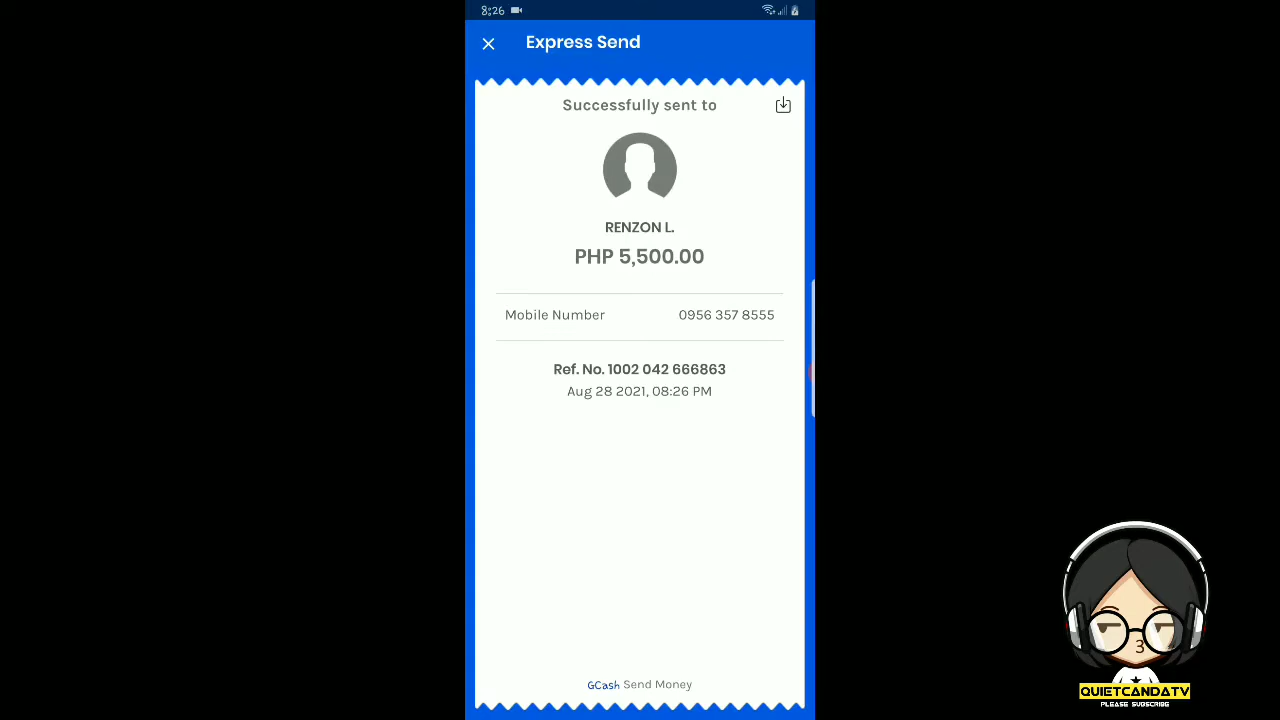 8:26
Express Send
Successfully sent to
RENZON L.
PHP 5,500.00
Mobile Number 0956 357 8555
Ref. No. 1002 042 666863
Aug 28 2021, 08:26 PM
GCash Send Money
QUIETCANDATV
PLEASE SUBSCRIBE